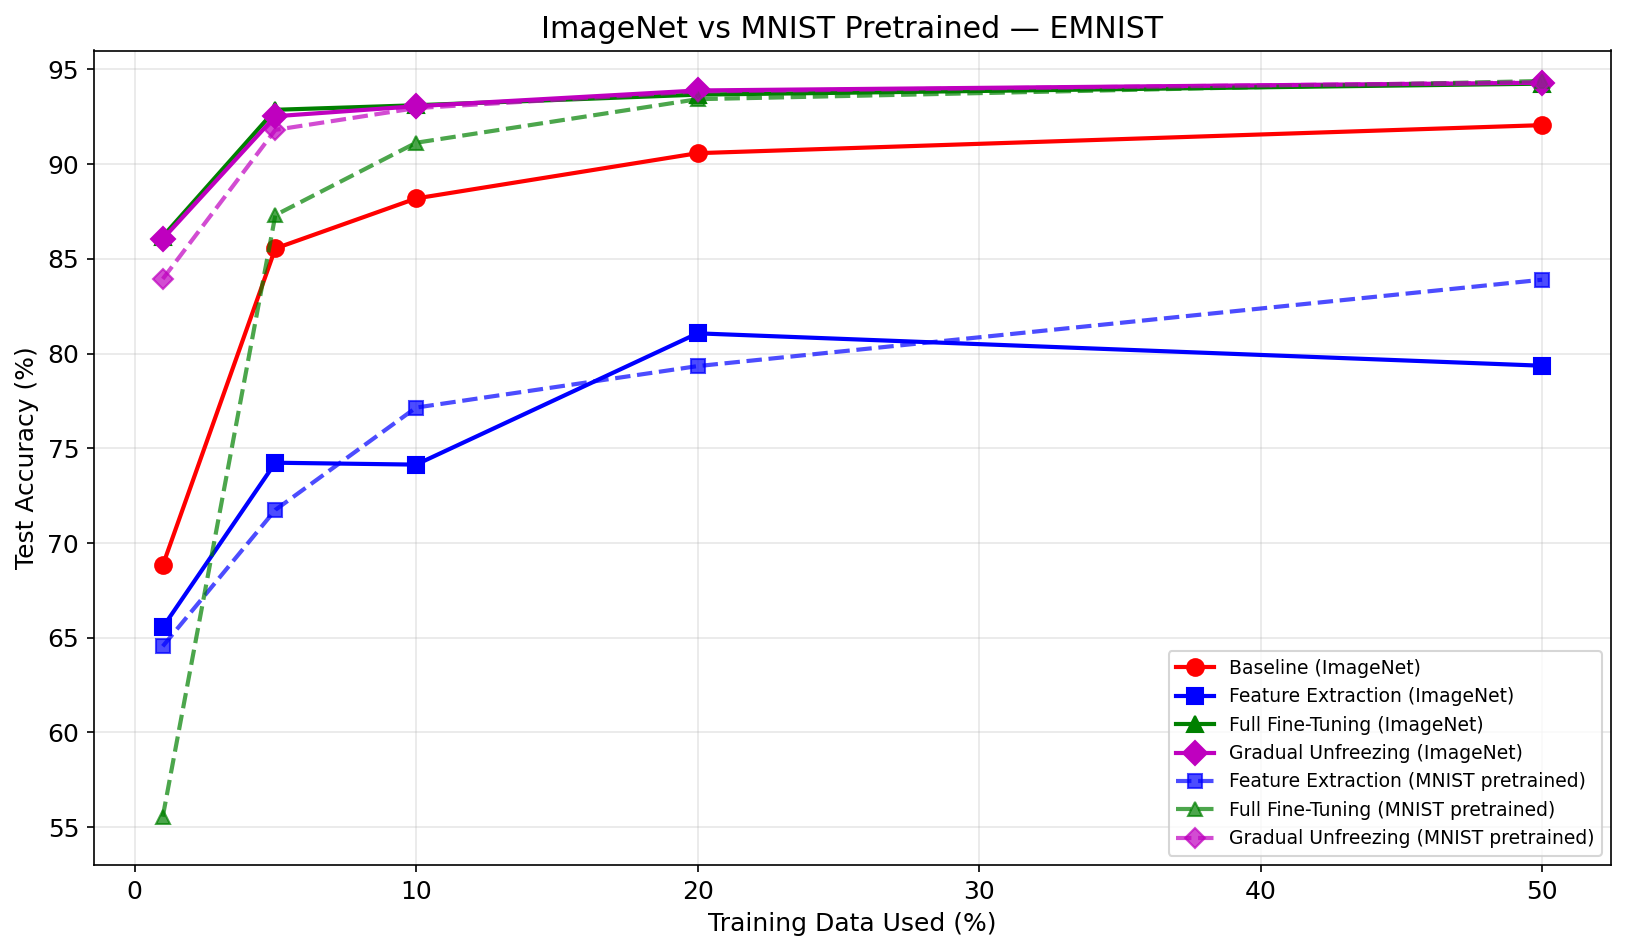 ImageNet vs MNIST Pretrained — EMNIST
Test Accuracy (%)
95
90
85
80
75
70
65
60
55
0
10
20
30
40
50
Training Data Used (%)
Baseline (ImageNet)
Feature Extraction (ImageNet)
Full Fine-Tuning (ImageNet)
Gradual Unfreezing (ImageNet)
Feature Extraction (MNIST pretrained)
Full Fine-Tuning (MNIST pretrained)
Gradual Unfreezing (MNIST pretrained)